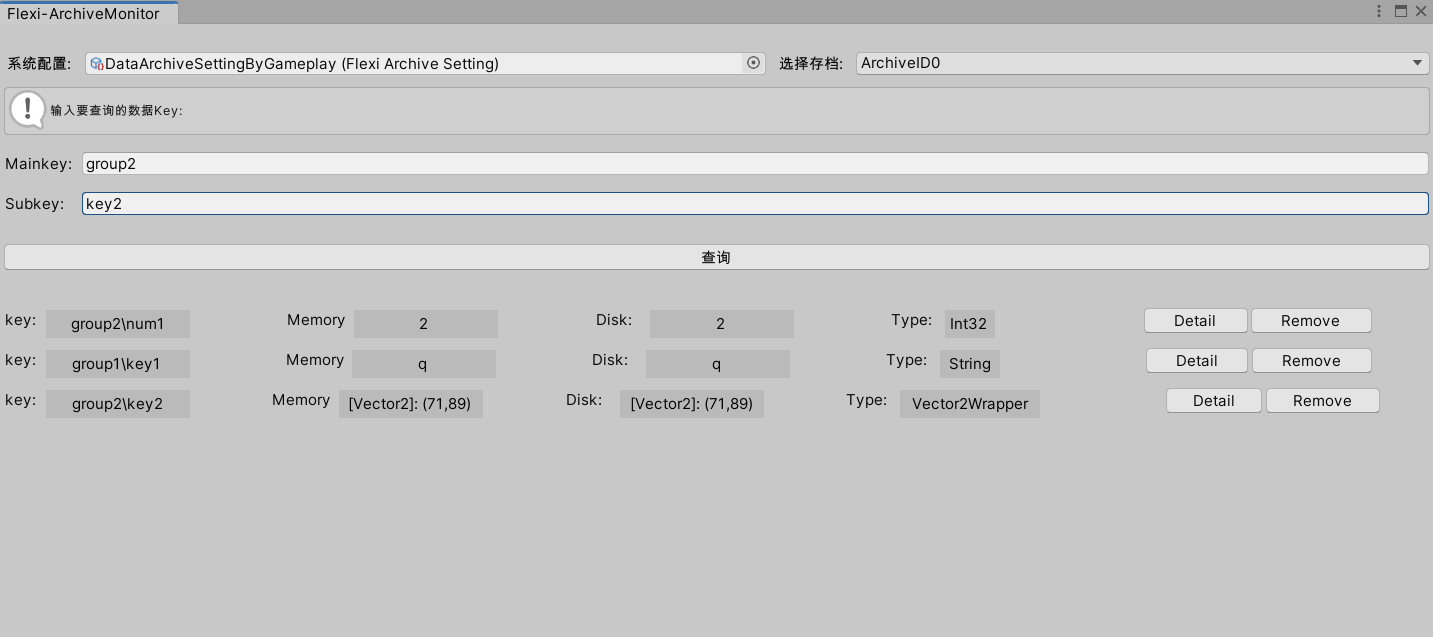 Flexi-ArchiveMonitor
系统配置: DataArchiveSettingByGameplay (Flexi Archive Setting) 选择存档: ArchiveID0
输入要查询的数据Key:
Mainkey: group2
Subkey: key2
查询
key: group2\num1 Memory 2 Disk: 2 Type: Int32 Detail Remove
key: group1\key1 Memory q Disk: q Type: String Detail Remove
key: group2\key2 Memory [Vector2]: (71,89) Disk: [Vector2]: (71,89) Type: Vector2Wrapper Detail Remove